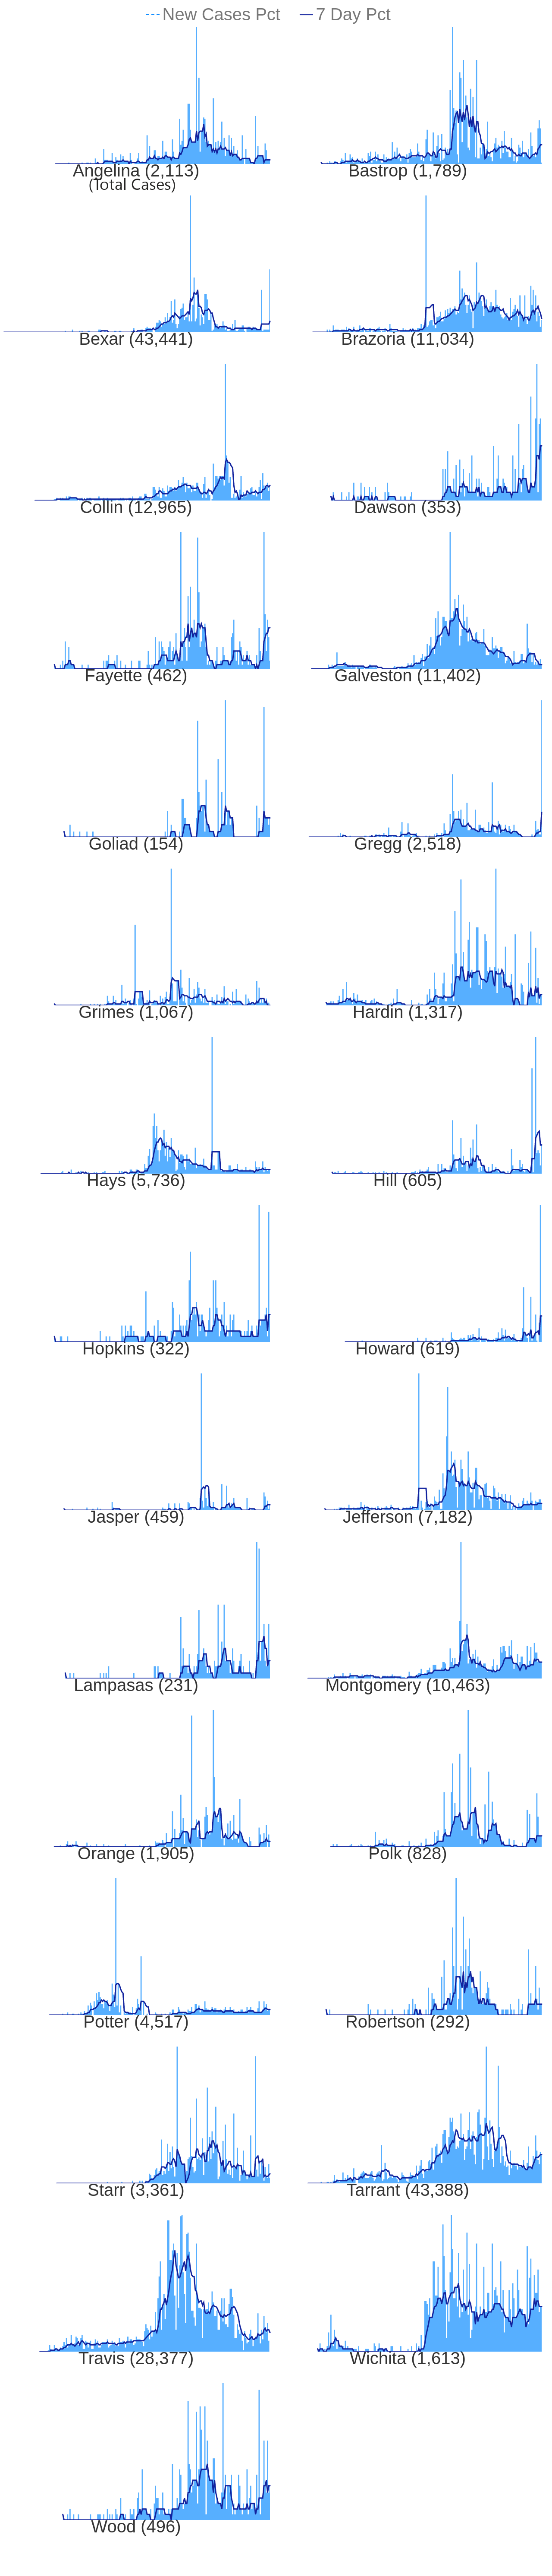 New Cases Pct 7 Day Pct
Angelina (2,113) Bastrop (1,789)
(Total Cases)
Bexar (43,441) Brazoria (11,034)
Collin (12,965) Dawson (353)
Fayette (462) Galveston (11,402)
Goliad (154) Gregg (2,518)
Grimes (1,067) Hardin (1,317)
Hays (5,736) Hill (605)
Hopkins (322) Howard (619)
Jasper (459) Jefferson (7,182)
Lampasas (231) Montgomery (10,463)
Orange (1,905) Polk (828)
Potter (4,517) Robertson (292)
Starr (3,361) Tarrant (43,388)
Travis (28,377) Wichita (1,613)
Wood (496)